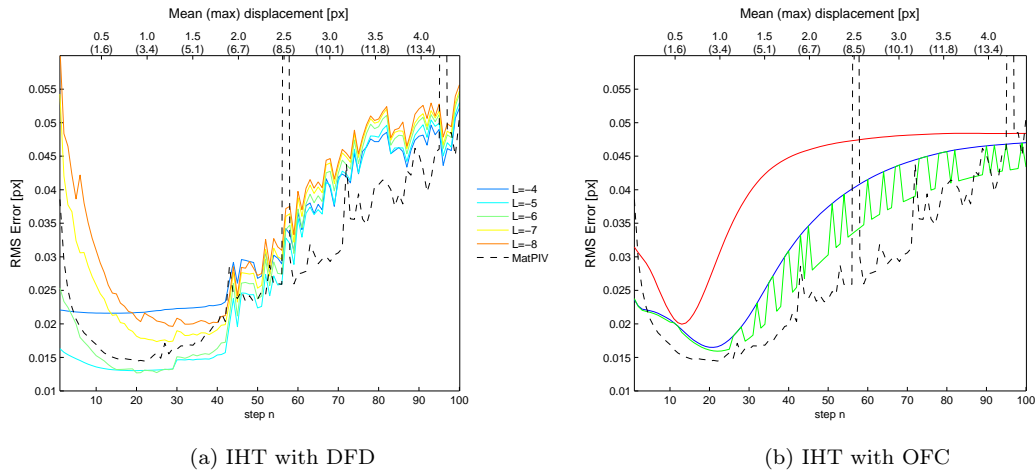 Mean (max) displacement [px]
0.5 1.0 1.5 2.0 2.5 3.0 3.5 4.0
(1.6) (3.4) (5.1) (6.7) (8.5) (10.1) (11.8) (13.4)
RMS Error [px]
0.055
0.05
0.045
0.04
0.035
0.03
0.025
0.02
0.015
0.01
10 20 30 40 50 60 70 80 90 100
step n
L=−4
L=−5
L=−6
L=−7
L=−8
MatPIV
(a) IHT with DFD
Mean (max) displacement [px]
0.5 1.0 1.5 2.0 2.5 3.0 3.5 4.0
(1.6) (3.4) (5.1) (6.7) (8.5) (10.1) (11.8) (13.4)
RMS Error [px]
0.055
0.05
0.045
0.04
0.035
0.03
0.025
0.02
0.015
0.01
10 20 30 40 50 60 70 80 90 100
step n
(b) IHT with OFC